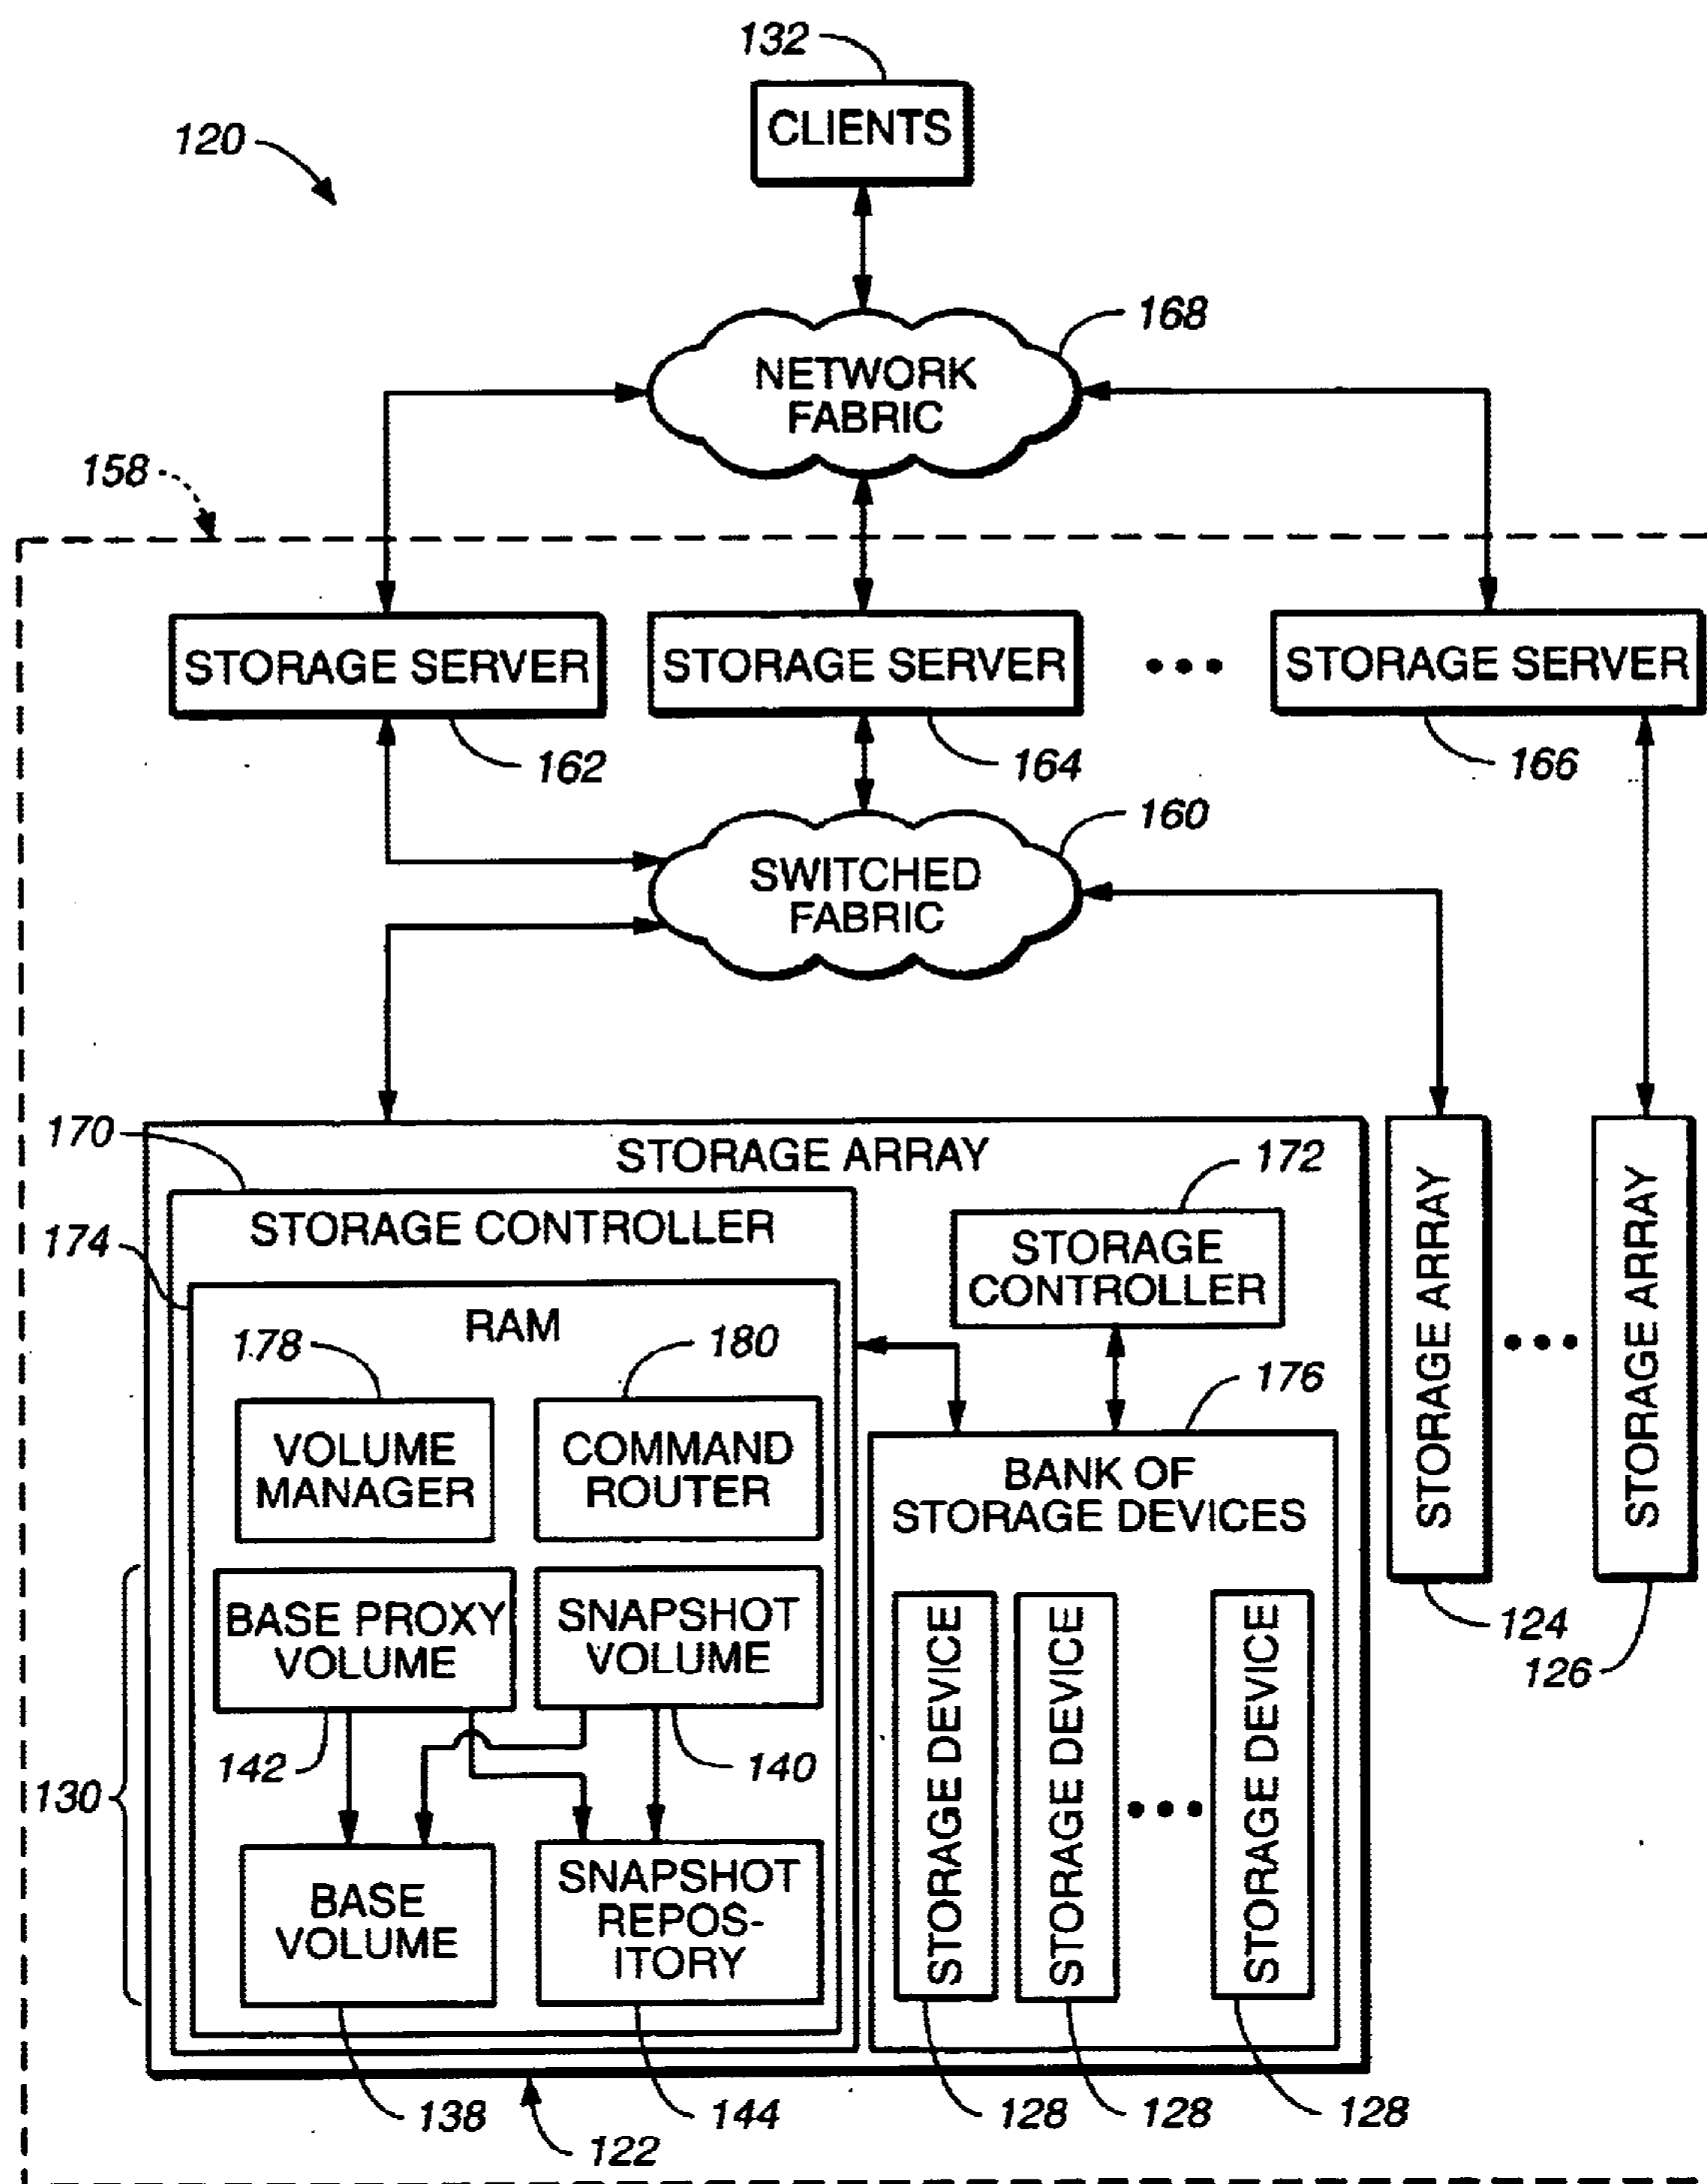 132
CLIENTS
120
168
NETWORK
FABRIC
158
STORAGE SERVER
STORAGE SERVER
STORAGE SERVER
162
164
166
160
SWITCHED
FABRIC
170
STORAGE ARRAY
172
STORAGE CONTROLLER
174
STORAGE
CONTROLLER
RAM
178
180
176
VOLUME
MANAGER
COMMAND
ROUTER
BANK OF
STORAGE DEVICES
STORAGE ARRAY
STORAGE ARRAY
BASE PROXY
VOLUME
SNAPSHOT
VOLUME
STORAGE DEVICE
STORAGE DEVICE
STORAGE DEVICE
124
126
142
140
130
BASE
VOLUME
SNAPSHOT
REPOS-
ITORY
138
144
128
128
128
122